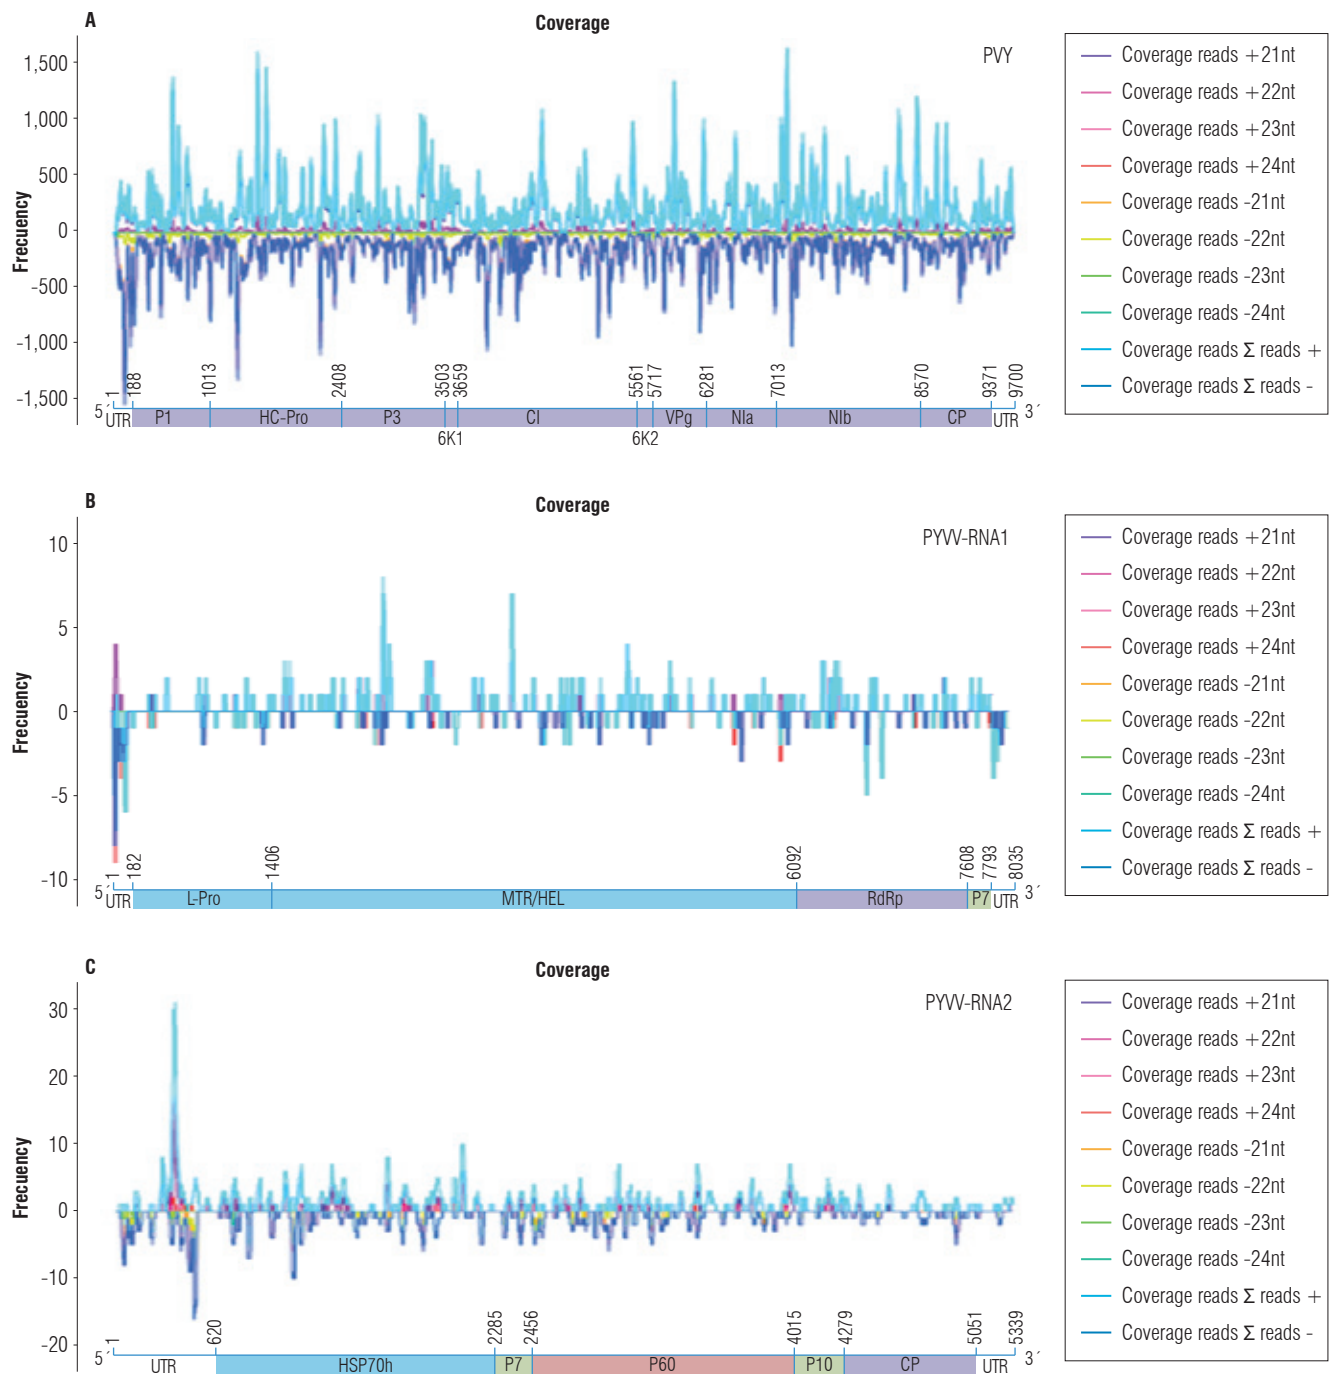 A
Coverage
PVY
Frecuency
1,500
1,000
500
0
-500
-1,000
-1,500
1
188
1013
2408
3503
3659
5561
5717
6281
7013
8570
9371
9700
5´
UTR
P1
HC-Pro
P3
6K1
CI
6K2
VPg
NIa
NIb
CP
UTR
3´
Coverage reads +21nt
Coverage reads +22nt
Coverage reads +23nt
Coverage reads +24nt
Coverage reads -21nt
Coverage reads -22nt
Coverage reads -23nt
Coverage reads -24nt
Coverage reads Σ reads +
Coverage reads Σ reads -
B
Coverage
PYVV-RNA1
Frecuency
10
5
0
-5
-10
1
182
1406
6092
7608
7793
8035
5´
UTR
L-Pro
MTR/HEL
RdRp
P7
UTR
3´
Coverage reads +21nt
Coverage reads +22nt
Coverage reads +23nt
Coverage reads +24nt
Coverage reads -21nt
Coverage reads -22nt
Coverage reads -23nt
Coverage reads -24nt
Coverage reads Σ reads +
Coverage reads Σ reads -
C
Coverage
PYVV-RNA2
Frecuency
30
20
10
0
-10
-20
1
620
2285
2456
4015
4279
5051
5339
5´
UTR
HSP70h
P7
P60
P10
CP
UTR
3´
Coverage reads +21nt
Coverage reads +22nt
Coverage reads +23nt
Coverage reads +24nt
Coverage reads -21nt
Coverage reads -22nt
Coverage reads -23nt
Coverage reads -24nt
Coverage reads Σ reads +
Coverage reads Σ reads -